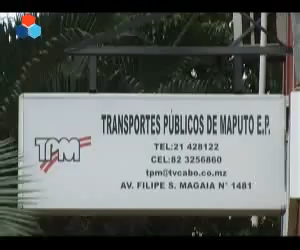 TPM
TRANSPORTES PÚBLICOS DE MAPUTO E.P.
TEL:21 428122
CEL:82 3256860
tpm@tvcabo.co.mz
AV. FILIPE S. MAGAIA N° 1481